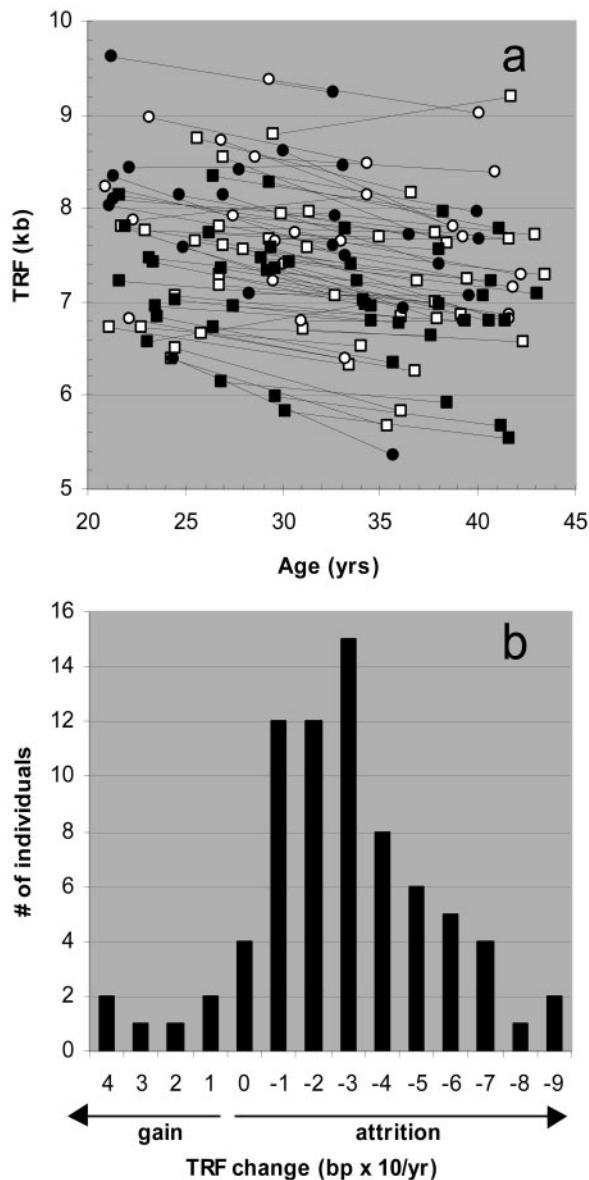 a
10
9
8
7
6
5
TRF (kb)
20 25 30 35 40 45
Age (yrs)
b
16
14
12
10
8
6
4
2
0
# of individuals
4 3 2 1 0 -1 -2 -3 -4 -5 -6 -7 -8 -9
gain attrition
TRF change (bp x 10/yr)